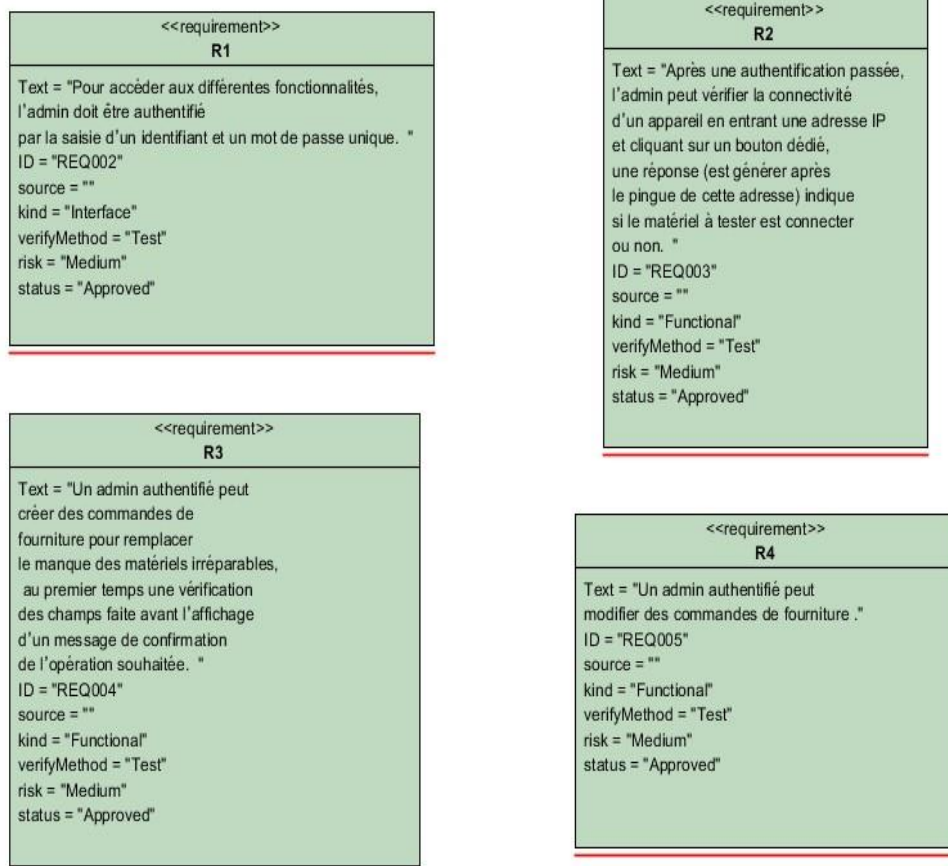 <<requirement>>
R1
Text = "Pour accéder aux différentes fonctionnalités,
l'admin doit être authentifié
par la saisie d'un identifiant et un mot de passe unique. "
ID = "REQ002"
source = ""
kind = "Interface"
verifyMethod = "Test"
risk = "Medium"
status = "Approved"
<<requirement>>
R2
Text = "Après une authentification passée,
l'admin peut vérifier la connectivité
d'un appareil en entrant une adresse IP
et cliquant sur un bouton dédié,
une réponse (est générer après
le pingue de cette adresse) indique
si le matériel à tester est connecter
ou non. "
ID = "REQ003"
source = ""
kind = "Functional"
verifyMethod = "Test"
risk = "Medium"
status = "Approved"
<<requirement>>
R3
Text = "Un admin authentifié peut
créer des commandes de
fourniture pour remplacer
le manque des matériels irréparables,
au premier temps une vérification
des champs faite avant l'affichage
d'un message de confirmation
de l'opération souhaitée. "
ID = "REQ004"
source = ""
kind = "Functional"
verifyMethod = "Test"
risk = "Medium"
status = "Approved"
<<requirement>>
R4
Text = "Un admin authentifié peut
modifier des commandes de fourniture ."
ID = "REQ005"
source = ""
kind = "Functional"
verifyMethod = "Test"
risk = "Medium"
status = "Approved"